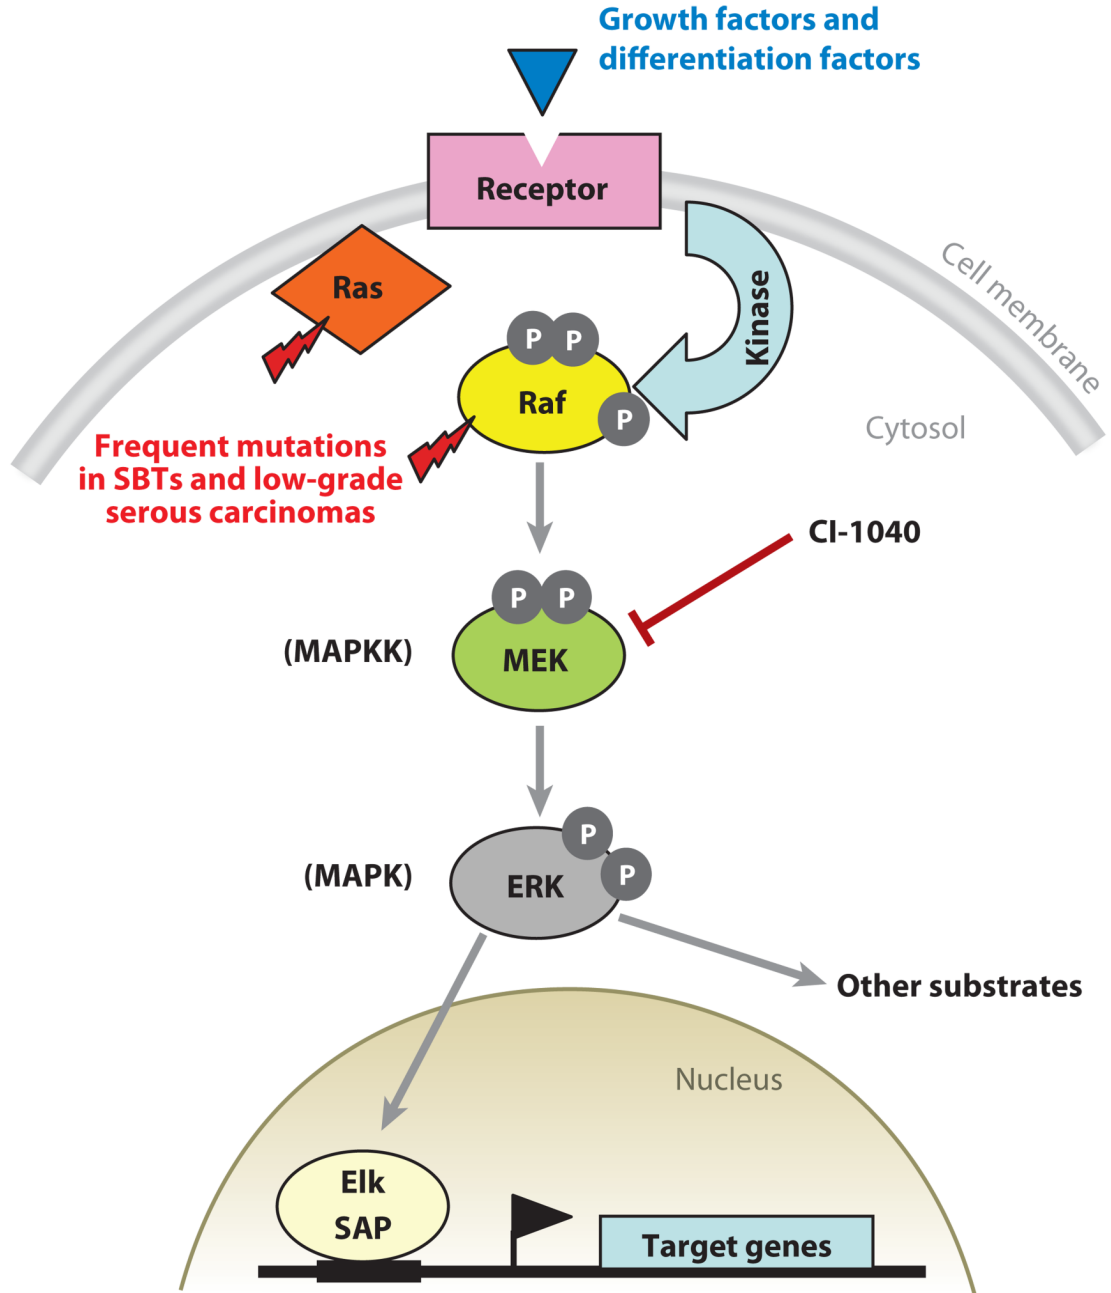 Growth factors and
differentiation factors
Receptor
Ras
Kinase
Cell membrane
P
P
Raf
P
Cytosol
Frequent mutations
in SBTs and low-grade
serous carcinomas
CI-1040
P
P
(MAPKK)
MEK
P
P
(MAPK)
ERK
Other substrates
Nucleus
Elk
SAP
Target genes